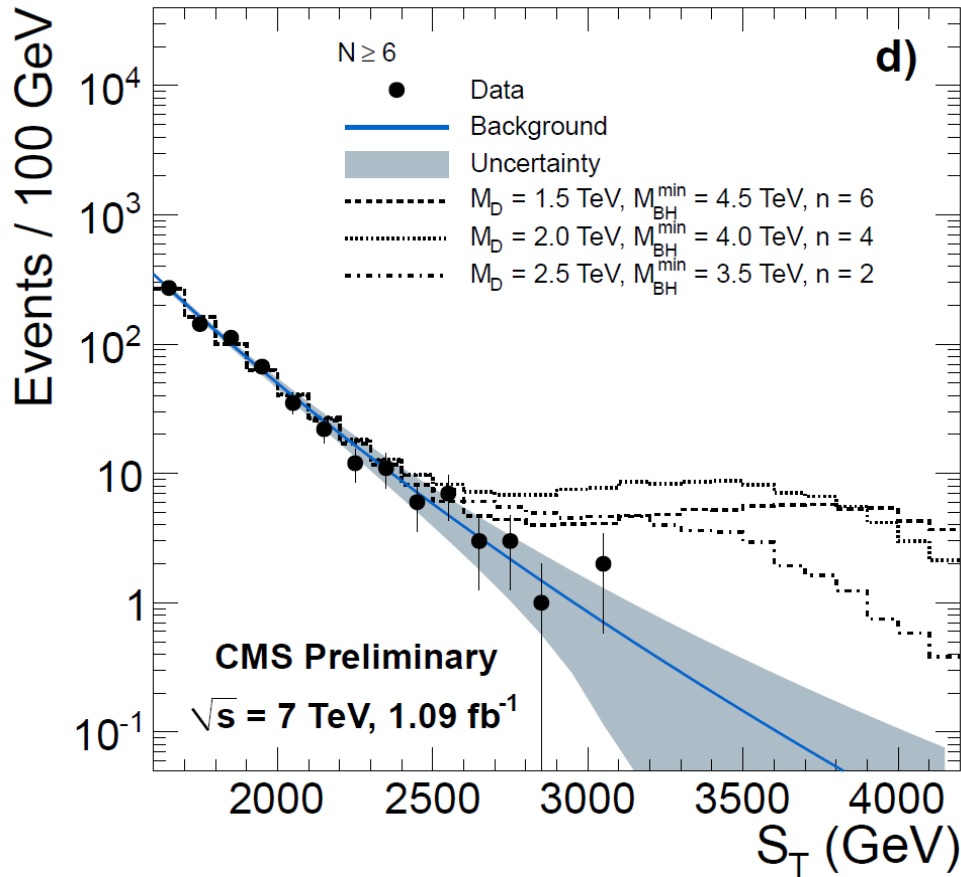 Events / 100 GeV
d)
N ≥ 6
Data
Background
Uncertainty
M_D = 1.5 TeV, M_BH^min = 4.5 TeV, n = 6
M_D = 2.0 TeV, M_BH^min = 4.0 TeV, n = 4
M_D = 2.5 TeV, M_BH^min = 3.5 TeV, n = 2
10^4
10^3
10^2
10
1
10^-1
CMS Preliminary
√s = 7 TeV, 1.09 fb^-1
2000 2500 3000 3500 4000
S_T (GeV)